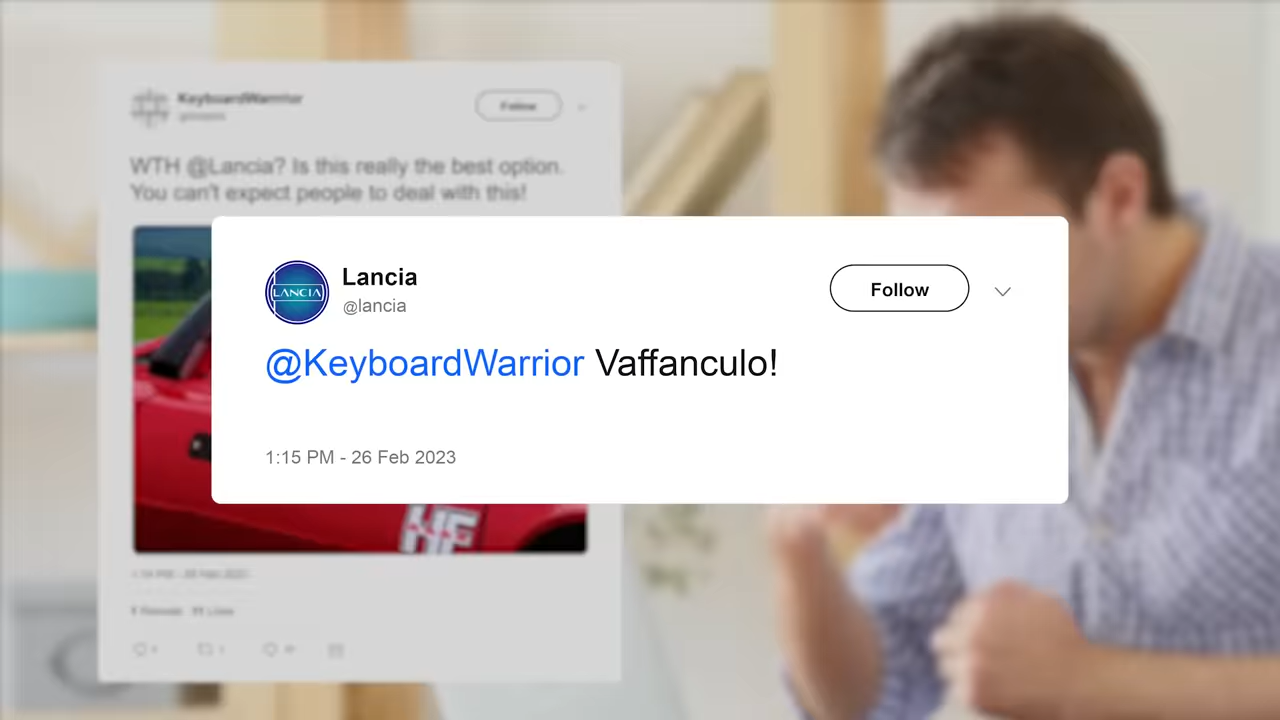 KeyboardWarrior
Follow
WTH @Lancia? Is this really the best option.
You can't expect people to deal with this!
LANCIA
Lancia
@lancia
Follow
@KeyboardWarrior Vaffanculo!
1:15 PM - 26 Feb 2023
HF